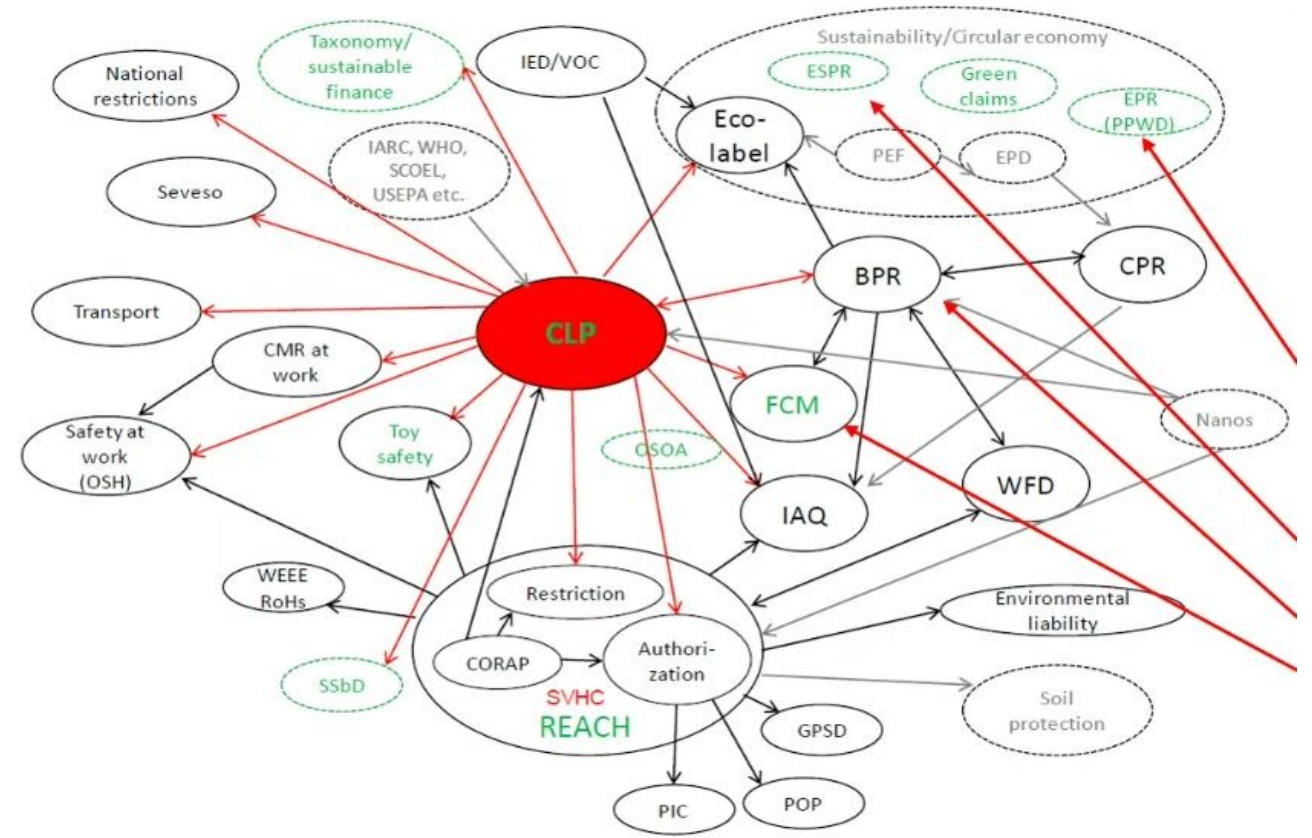 Taxonomy/
sustainable
finance
IED/VOC
Sustainability/Circular economy
ESPR
Green
claims
EPR
(PPWD)
National
restrictions
Eco-
label
IARC, WHO,
SCOEL,
USEPA etc.
PEF
EPD
Seveso
BPR
CPR
Transport
CLP
CMR at
work
FCM
Nanos
Safety at
work
(OSH)
Toy
safety
OSOA
WFD
IAQ
WEEE
RoHs
Restriction
Environmental
liability
CORAP
Authori-
zation
SSbD
SVHC
REACH
Soil
protection
GPSD
PIC
POP